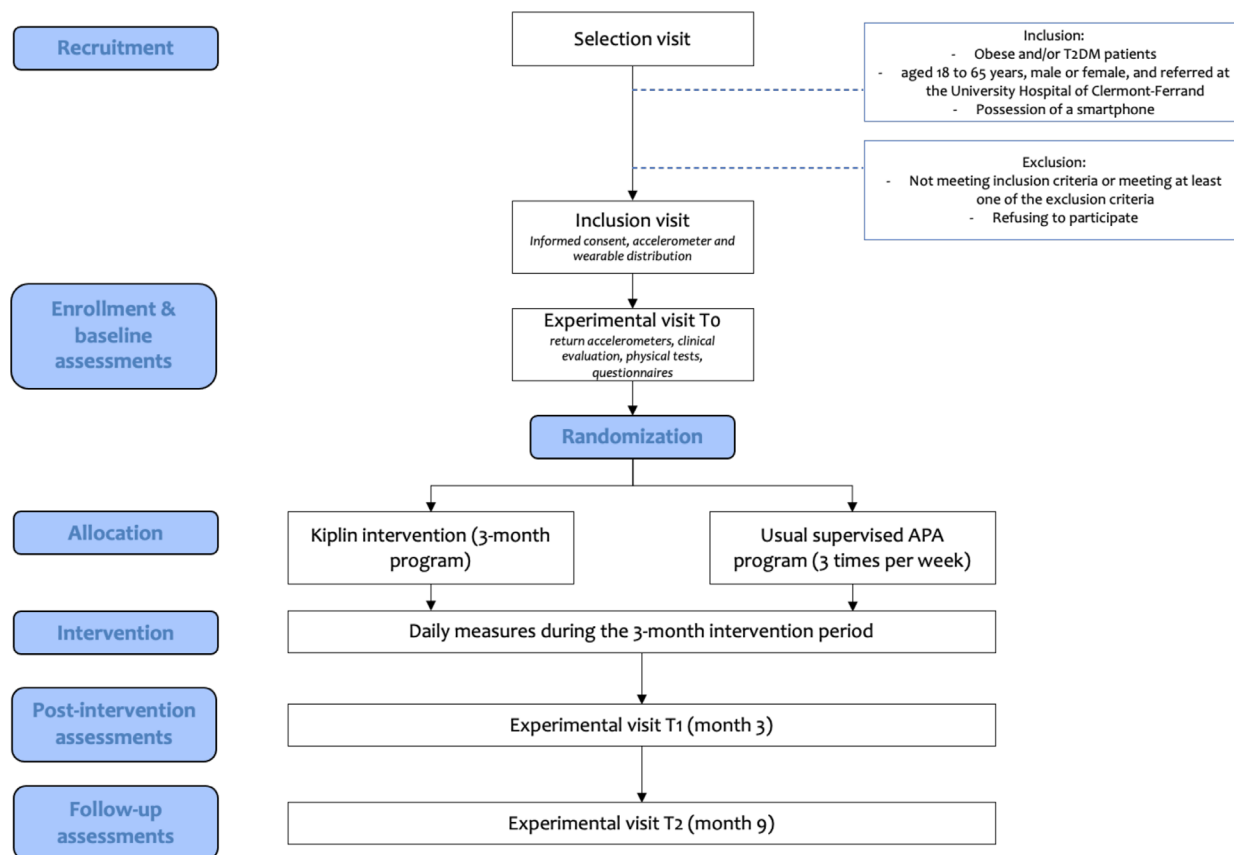 Recruitment
Selection visit
Inclusion:
- Obese and/or T2DM patients
- aged 18 to 65 years, male or female, and referred at
the University Hospital of Clermont-Ferrand
- Possession of a smartphone
Exclusion:
- Not meeting inclusion criteria or meeting at least
one of the exclusion criteria
- Refusing to participate
Inclusion visit
Informed consent, accelerometer and
wearable distribution
Enrollment &
baseline
assessments
Experimental visit T0
return accelerometers, clinical
evaluation, physical tests,
questionnaires
Randomization
Allocation
Kiplin intervention (3-month
program)
Usual supervised APA
program (3 times per week)
Intervention
Daily measures during the 3-month intervention period
Post-intervention
assessments
Experimental visit T1 (month 3)
Follow-up
assessments
Experimental visit T2 (month 9)